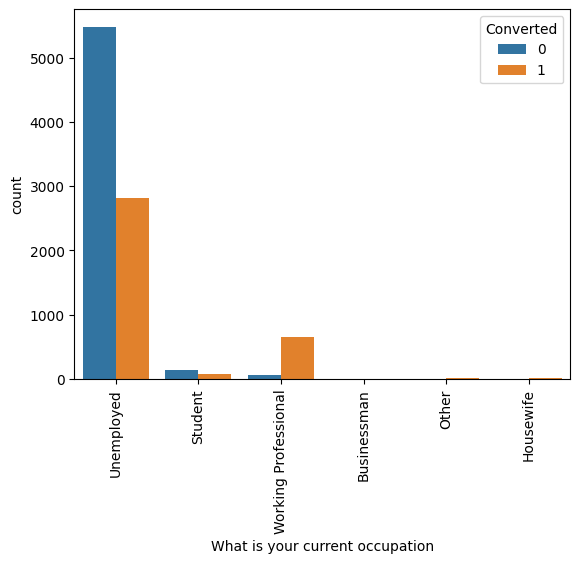 Converted
0
1
5000
4000
3000
2000
1000
0
count
Unemployed
Student
Working Professional
Businessman
Other
Housewife
What is your current occupation